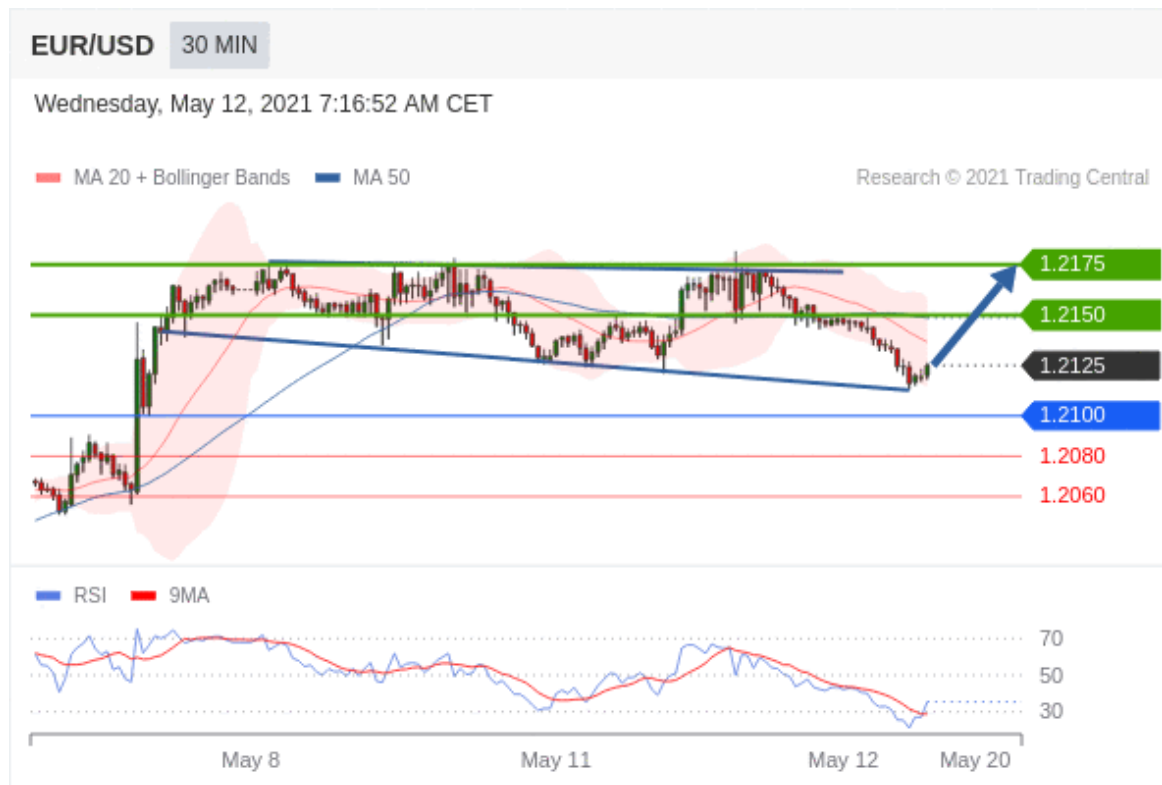 EUR/USD 30 MIN
Wednesday, May 12, 2021 7:16:52 AM CET
MA 20 + Bollinger Bands MA 50 Research © 2021 Trading Central
1.2175
1.2150
1.2125
1.2100
1.2080
1.2060
RSI 9MA
70
50
30
May 8 May 11 May 12 May 20